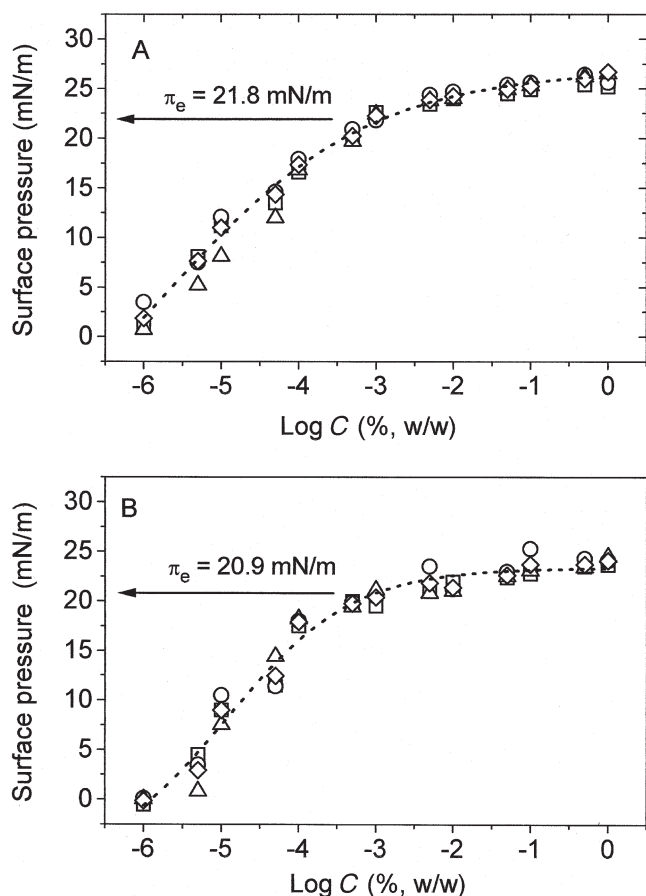 A
πe = 21.8 mN/m
Surface pressure (mN/m)
30
25
20
15
10
5
0
-6 -5 -4 -3 -2 -1 0
Log C (%, w/w)
B
πe = 20.9 mN/m
Surface pressure (mN/m)
30
25
20
15
10
5
0
-6 -5 -4 -3 -2 -1 0
Log C (%, w/w)